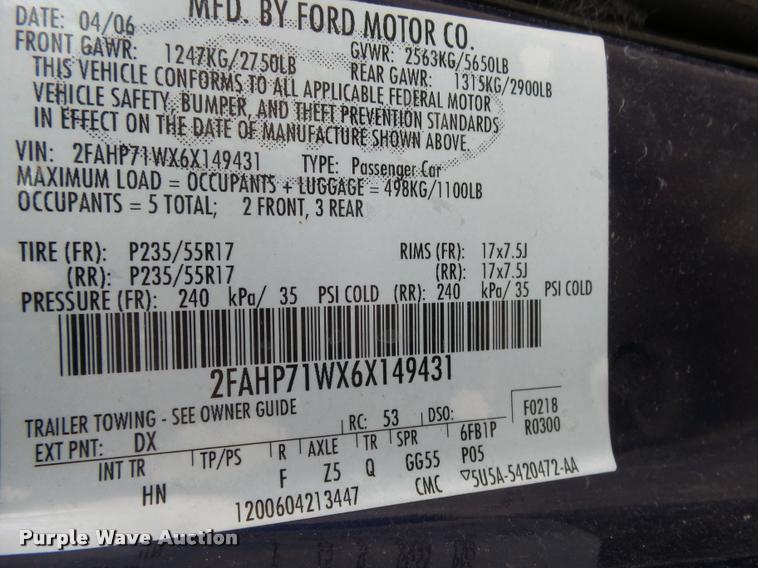 MFD. BY FORD MOTOR CO.
DATE: 04/06
GVWR: 2563KG/5650LB
FRONT GAWR: 1247KG/2750LB
REAR GAWR: 1315KG/2900LB
THIS VEHICLE CONFORMS TO ALL APPLICABLE FEDERAL MOTOR
VEHICLE SAFETY, BUMPER, AND THEFT PREVENTION STANDARDS
IN EFFECT ON THE DATE OF MANUFACTURE SHOWN ABOVE.
VIN: 2FAHP71WX6X149431 TYPE: Passenger Car
MAXIMUM LOAD = OCCUPANTS + LUGGAGE = 498KG/1100LB
OCCUPANTS = 5 TOTAL; 2 FRONT, 3 REAR
TIRE (FR): P235/55R17 RIMS (FR): 17x7.5J
(RR): P235/55R17 (RR): 17x7.5J
PRESSURE (FR): 240 kPa/ 35 PSI COLD (RR): 240 kPa/ 35 PSI COLD
2FAHP71WX6X149431
TRAILER TOWING - SEE OWNER GUIDE
RC: 53 DSO: F0218
EXT PNT: DX 6FB1P R0300
INT TR TP/PS R AXLE TR SPR P05
HN F Z5 Q GG55
1200604213447 CMC ▽5U5A-5420472-AA
Purple Wave Auction